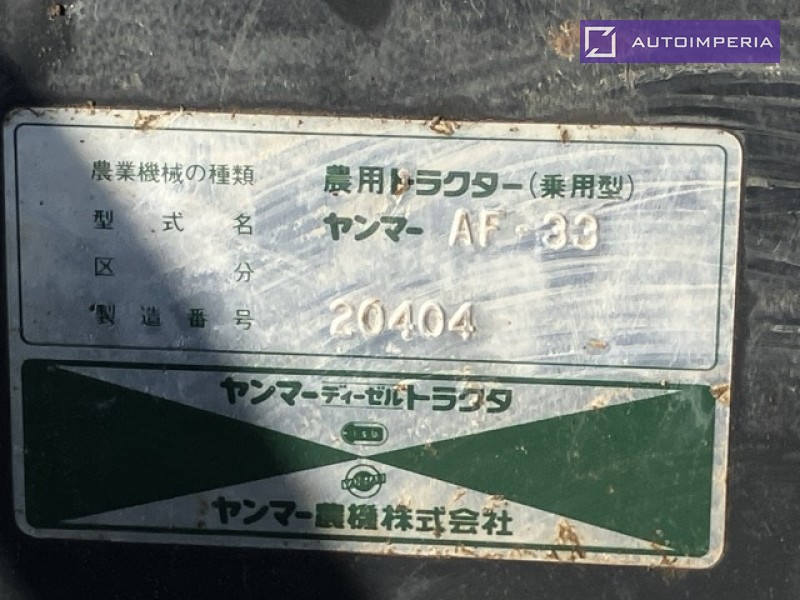 AUTOIMPERIA
農業機械の種類 農用トラクター(乗用型)
型式名 ヤンマー AF-33
区分
製造番号 20404
ヤンマーディーゼルトラクタ
YANMAR
ヤンマー農機株式会社